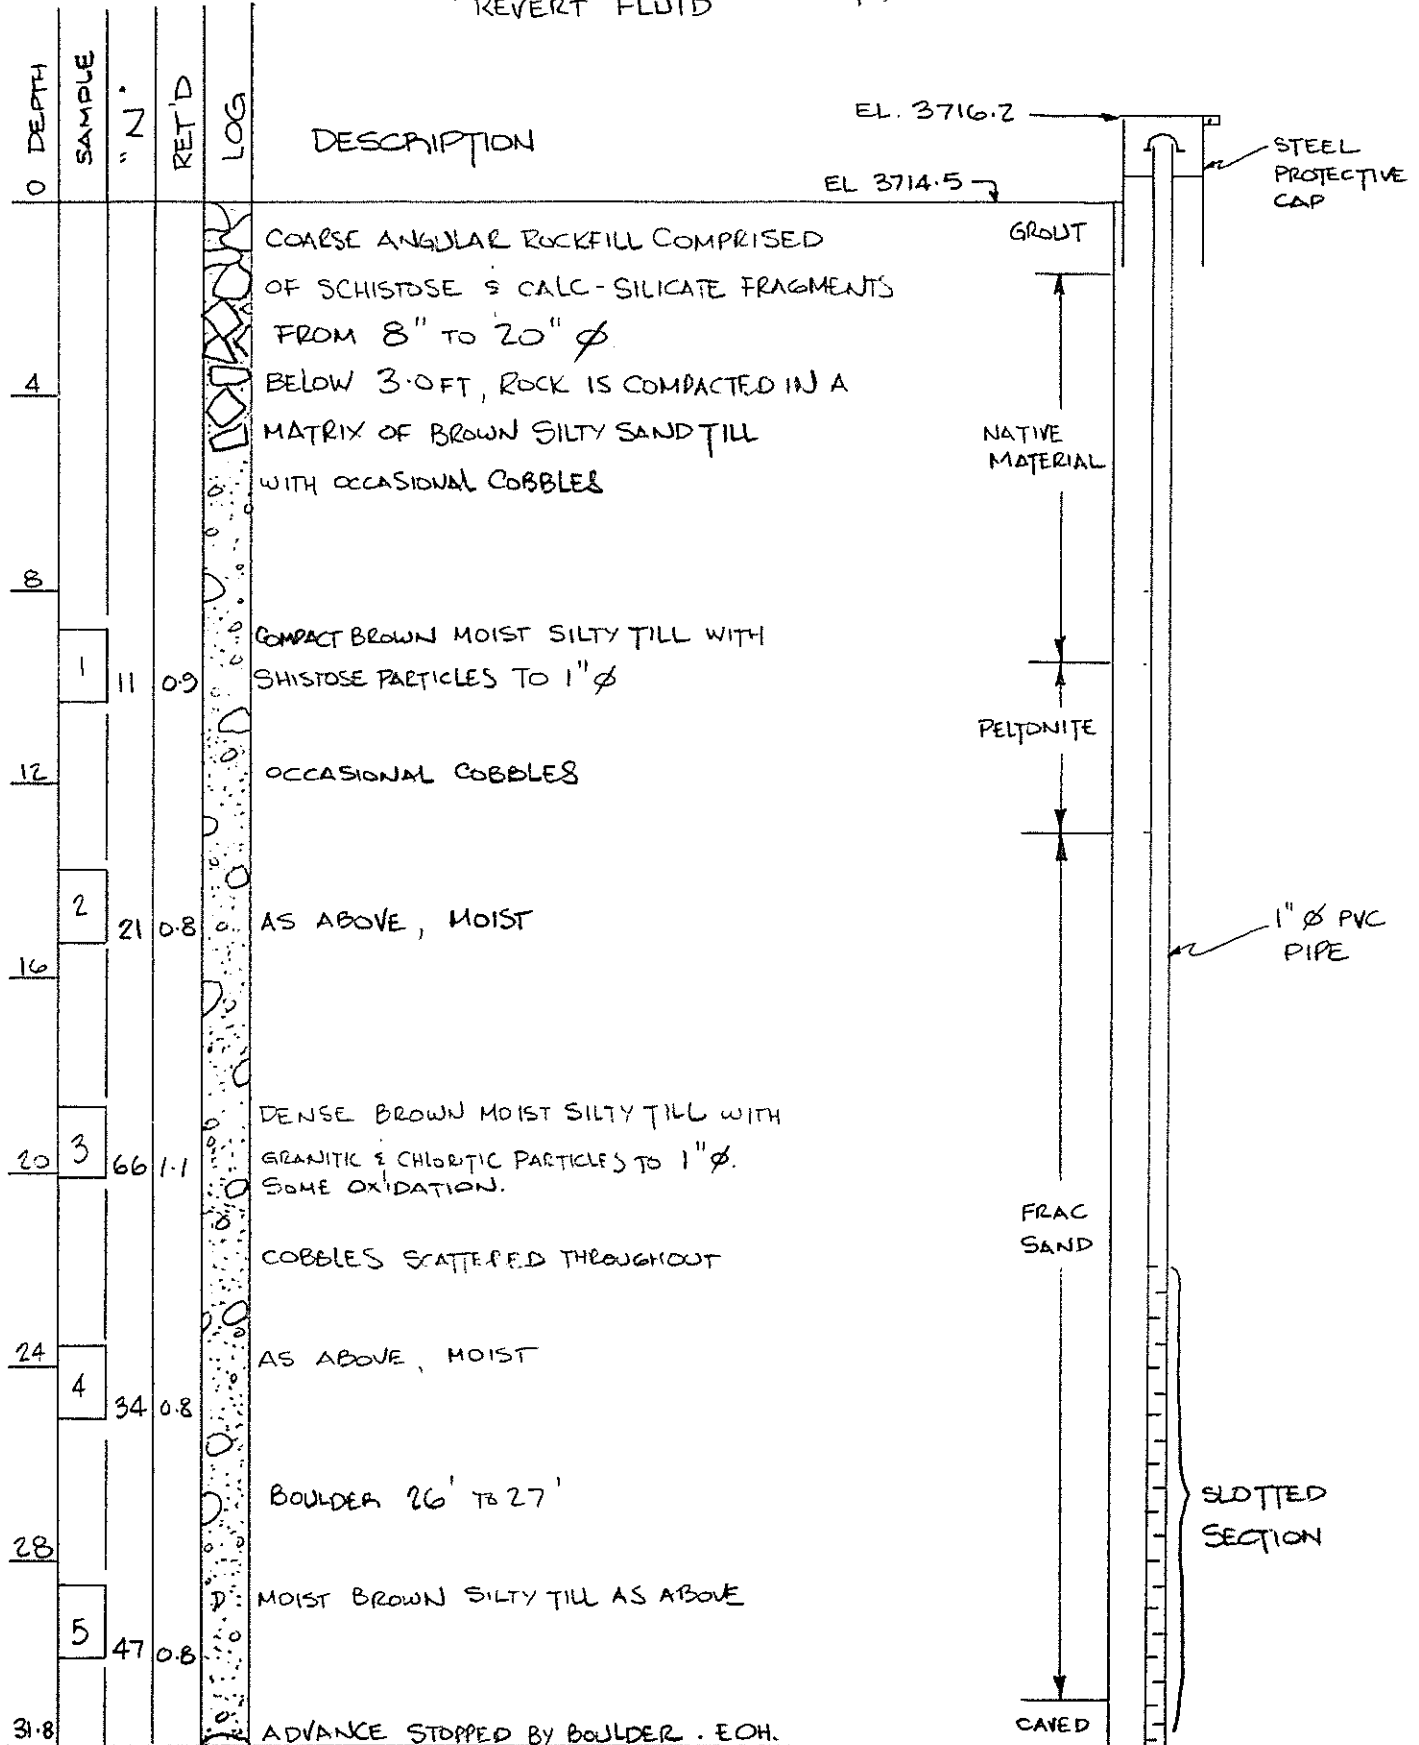 REVERT FLUID
0 DEPTH
SAMPLE
"N"
RET'D
LOG
DESCRIPTION
EL. 3716.2
STEEL
PROTECTIVE
CAP
EL 3714.5
GROUT
COARSE ANGULAR ROCKFILL COMPRISED
OF SCHISTOSE & CALC-SILICATE FRAGMENTS
FROM 8" TO 20" Ø
4
BELOW 3.0FT, ROCK IS COMPACTED IN A
MATRIX OF BROWN SILTY SAND TILL
WITH OCCASIONAL COBBLES
NATIVE
MATERIAL
8
1
11
0.9
COMPACT BROWN MOIST SILTY TILL WITH
SHISTOSE PARTICLES TO 1" Ø
PELTONITE
12
OCCASIONAL COBBLES
2
21
0.8
AS ABOVE, MOIST
1" Ø PVC
PIPE
16
3
20
66
1.1
DENSE BROWN MOIST SILTY TILL WITH
GRANITIC & CHLORITIC PARTICLES TO 1" Ø.
SOME OXIDATION.
FRAC
SAND
COBBLES SCATTERED THROUGHOUT
24
4
34
0.8
AS ABOVE, MOIST
BOULDER 26' TO 27'
SLOTTED
SECTION
28
5
47
0.8
MOIST BROWN SILTY TILL AS ABOVE
31.8
ADVANCE STOPPED BY BOULDER. EOH.
CAVED